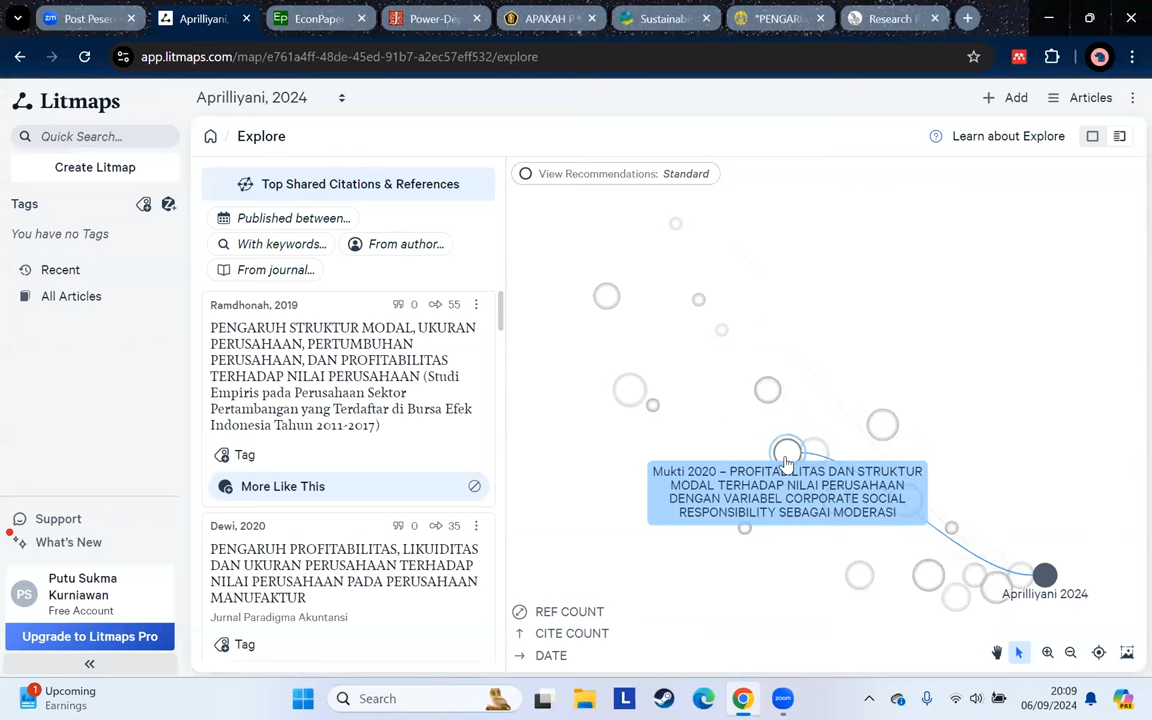 Post Peser
Aprilliyani,
EconPape
Power-De
APAKAH P
Sustainab
"PENGARU
Research F
app.litmaps.com/map/e761a4ff-48de-45ed-91b7-a2ec57eff532/explore
Litmaps
Aprilliyani, 2024
Add
Articles
Quick Search...
Explore
Learn about Explore
Create Litmap
Top Shared Citations & References
View Recommendations: Standard
Tags
Published between...
You have no Tags
With keywords...
From author...
Recent
From journal...
All Articles
Ramdhonah, 2019
0
55
PENGARUH STRUKTUR MODAL, UKURAN
PERUSAHAAN, PERTUMBUHAN
PERUSAHAAN, DAN PROFITABILITAS
TERHADAP NILAI PERUSAHAAN (Studi
Empiris pada Perusahaan Sektor
Pertambangan yang Terdaftar di Bursa Efek
Indonesia Tahun 2011-2017)
Tag
More Like This
Mukti 2020 – PROFITABILITAS DAN STRUKTUR
MODAL TERHADAP NILAI PERUSAHAAN
DENGAN VARIABEL CORPORATE SOCIAL
RESPONSIBILITY SEBAGAI MODERASI
Dewi, 2020
0
35
PENGARUH PROFITABILITAS, LIKUIDITAS
DAN UKURAN PERUSAHAAN TERHADAP
NILAI PERUSAHAAN PADA PERUSAHAAN
MANUFAKTUR
Jurnal Paradigma Akuntansi
Tag
Support
What's New
PS
Putu Sukma
Kurniawan
Free Account
Upgrade to Litmaps Pro
Aprilliyani 2024
REF COUNT
CITE COUNT
DATE
1
Upcoming
Earnings
Search
20:09
06/09/2024